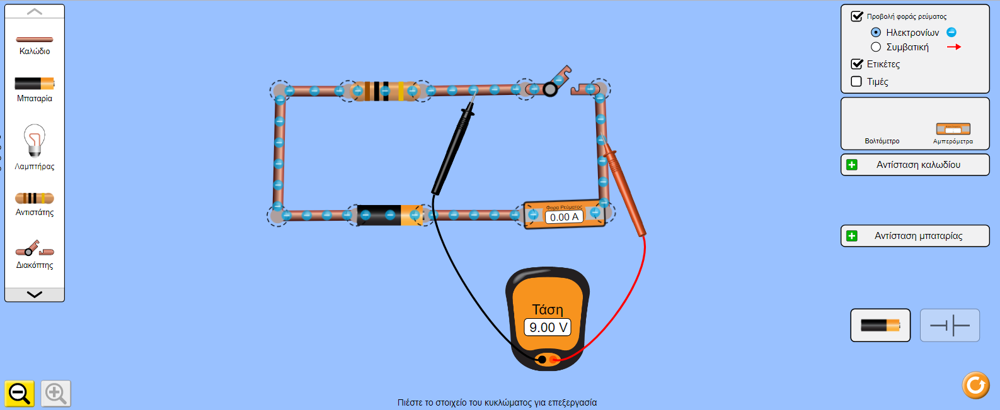 Καλώδιο
Μπαταρία
Λαμπτήρας
Αντιστάτης
Διακόπτης
Φορα Ρεύματος
0.00 A
Τάση
9.00 V
Πιέστε το στοιχείο του κυκλώματος για επεξεργασία
Προβολή φοράς ρεύματος
Ηλεκτρονίων
Συμβατική
Ετικέτες
Τιμές
Βολτόμετρο
Αμπερόμετρα
Αντίσταση καλωδίου
Αντίσταση μπαταρίας